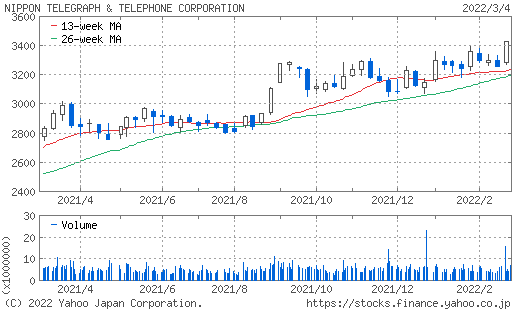 NIPPON TELEGRAPH & TELEPHONE CORPORATION 2022/3/4
3600
13-week MA
26-week MA
3400
3200
3000
2800
2600
2400
2021/4 2021/6 2021/8 2021/10 2021/12 2022/2
30
Volume
20
10
0
(x1000000)
2021/4 2021/6 2021/8 2021/10 2021/12 2022/2
(C) 2022 Yahoo Japan Corporation. https://stocks.finance.yahoo.co.jp